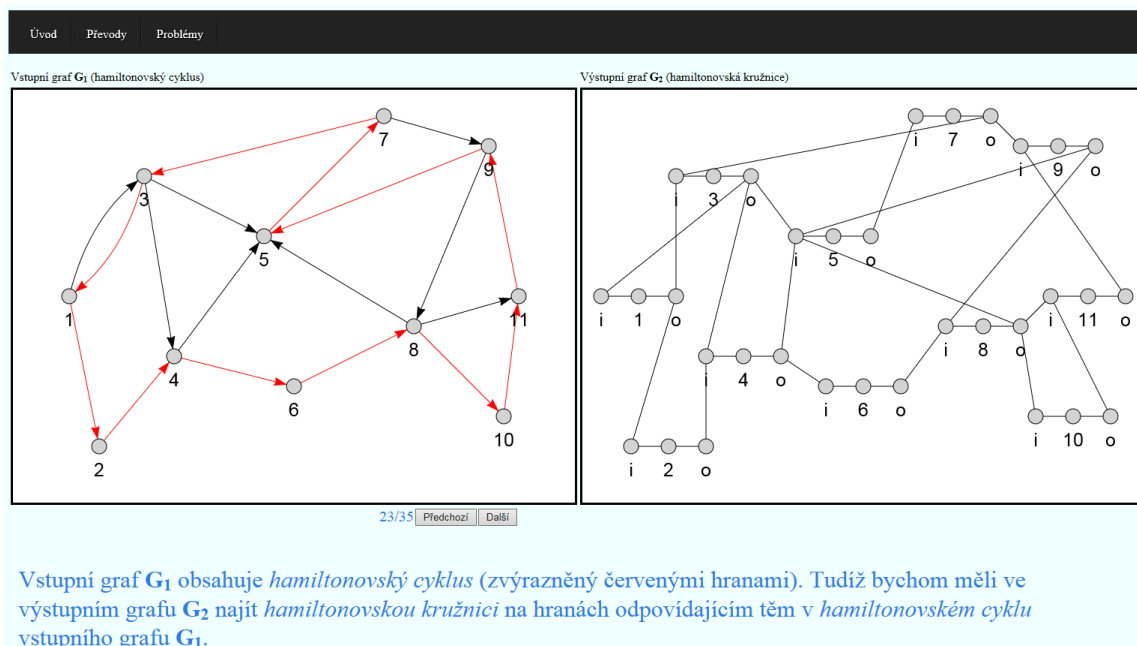 Úvod Převody Problémy
Vstupní graf G1 (hamiltonovský cyklus)
Výstupní graf G2 (hamiltonovská kružnice)
7
9
3
5
1
11
8
4
6
10
2
i 7 o
i 9 o
i 3 o
i 5 o
i 1 o
i 11 o
i 8 o
i 4 o
i 6 o
i 10 o
i 2 o
23/35 Předchozí Další
Vstupní graf G1 obsahuje hamiltonovský cyklus (zvýrazněný červenými hranami). Tudíž bychom měli ve
výstupním grafu G2 najít hamiltonovskou kružnici na hranách odpovídajícím těm v hamiltonovském cyklu
vstupního grafu G1.